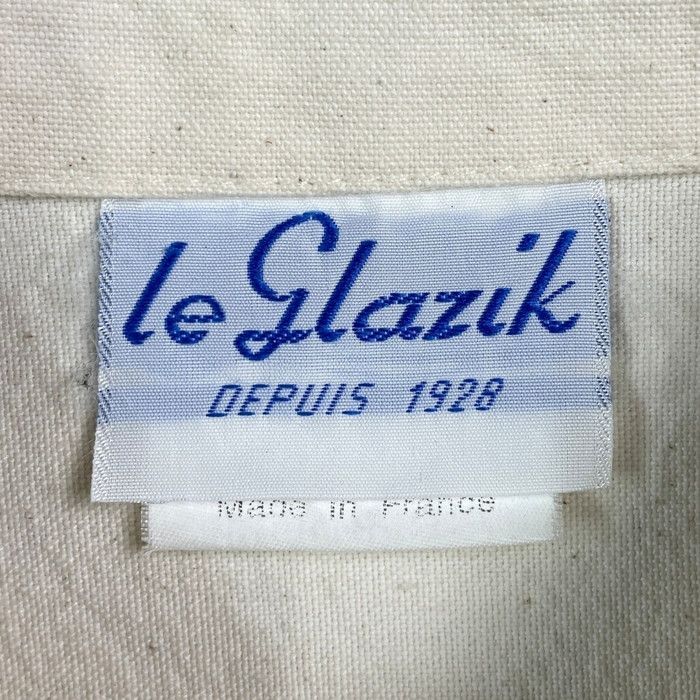 le Glazik
DEPUIS 1928
Made in France